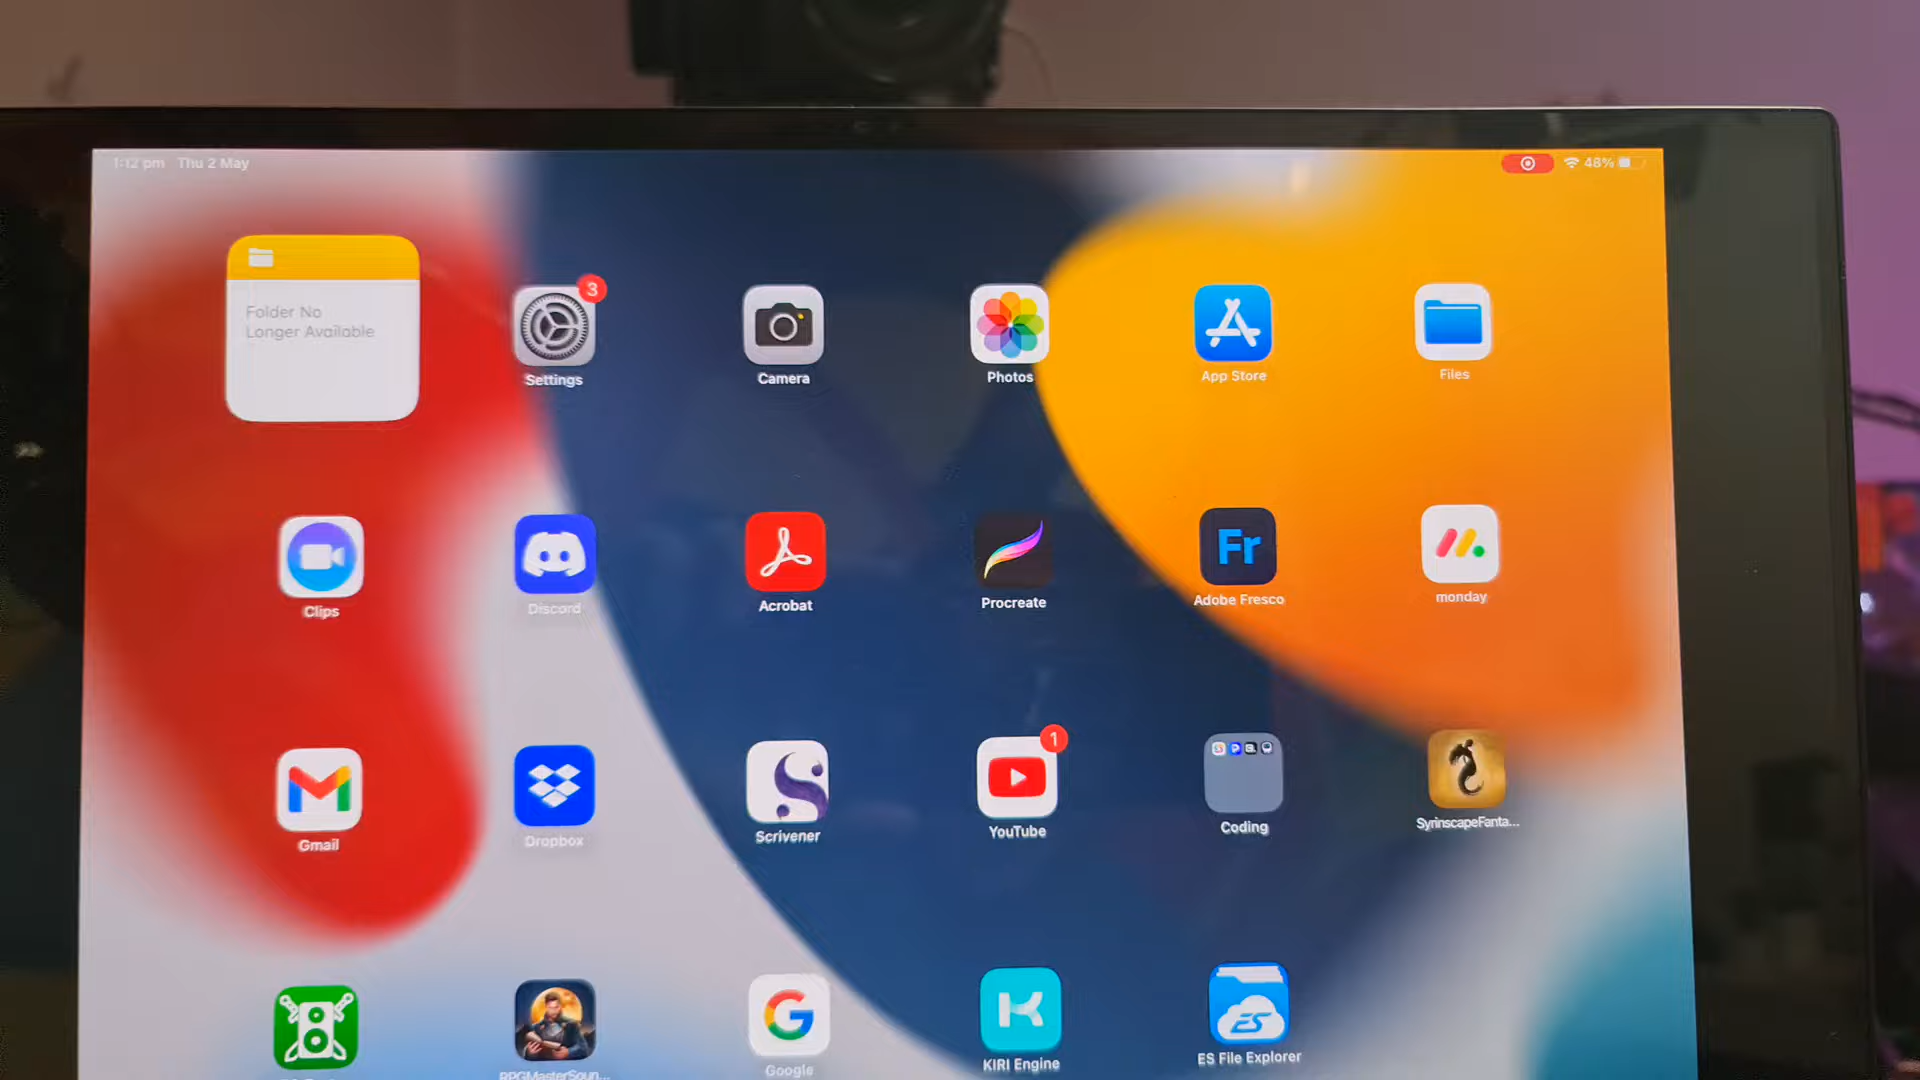 1:12 pm Thu 2 May
48%
Folder No
Longer Available
3
Settings
Camera
Photos
App Store
Files
Clips
Discord
Acrobat
Procreate
Fr
Adobe Fresco
monday
Gmail
Dropbox
Scrivener
1
YouTube
Coding
SyrinscapeFanta...
RPGMasterSoun...
Google
KIRI Engine
ES
ES File Explorer